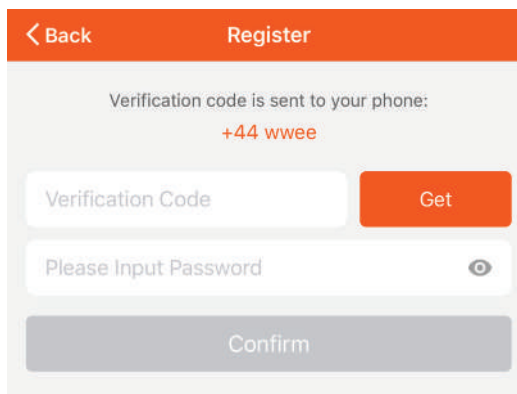 Back
Register
Verification code is sent to your phone:
+44 wwee
Verification Code
Get
Please Input Password
Confirm